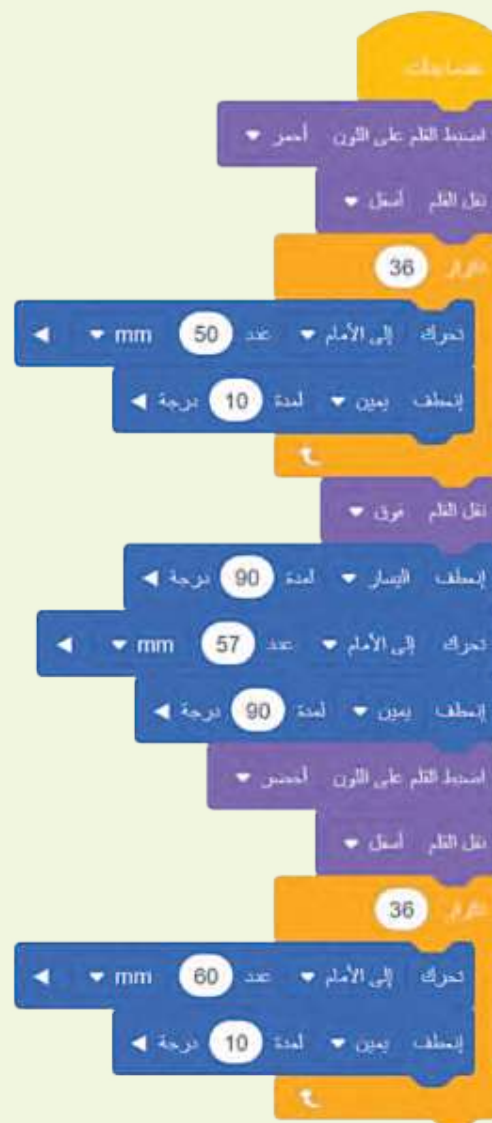 عندما بدأت
اضبط القلم على اللون أحمر
نقل القلم أسفل
تكرار 36
تحرك إلى الأمام عدد 50 mm
إنعطف يمين لمدة 10 درجة
نقل القلم فوق
إنعطف اليسار لمدة 90 درجة
تحرك إلى الأمام عدد 57 mm
إنعطف يمين لمدة 90 درجة
اضبط القلم على اللون أخضر
نقل القلم أسفل
تكرار 36
تحرك إلى الأمام عدد 60 mm
إنعطف يمين لمدة 10 درجة